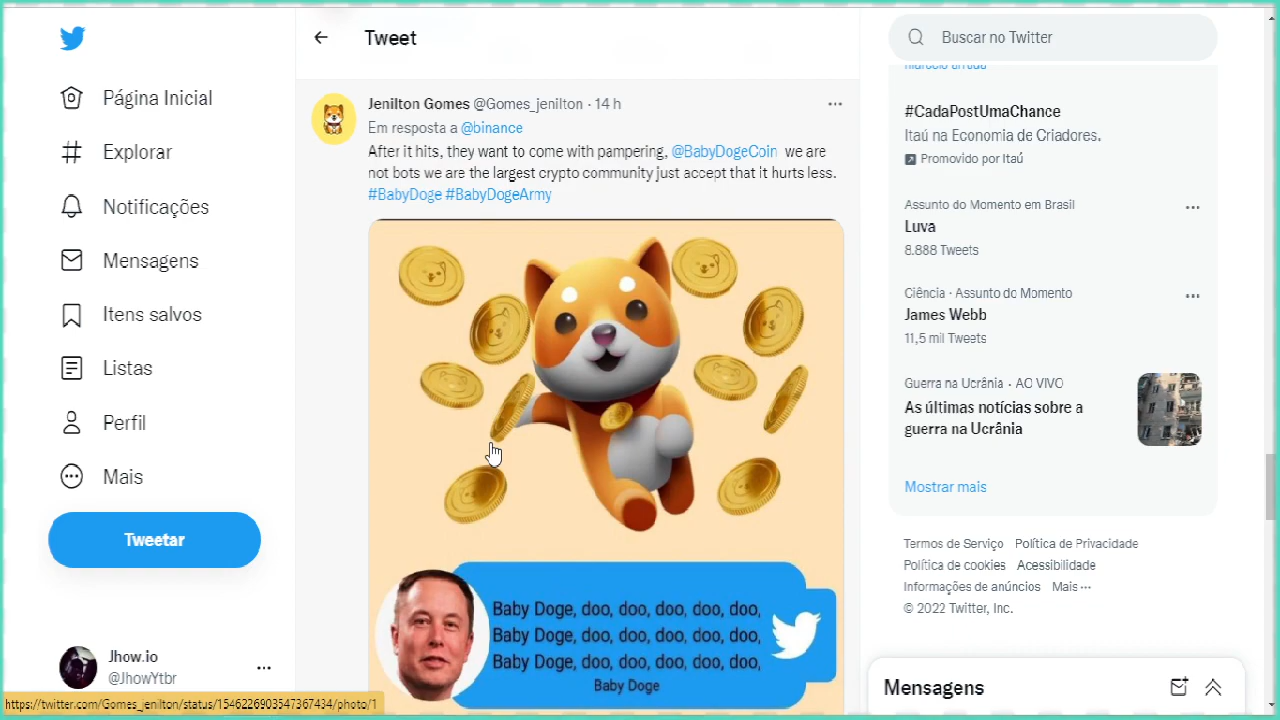 Tweet
Buscar no Twitter
Página Inicial
Explorar
Notificações
Mensagens
Itens salvos
Listas
Perfil
Mais
Tweetar
Jhow.io
@JhowYtbr
Jenilton Gomes @Gomes_jenilton · 14 h
Em resposta a @binance
After it hits, they want to come with pampering, @BabyDogeCoin we are
not bots we are the largest crypto community just accept that it hurts less.
#BabyDoge #BabyDogeArmy
Baby Doge, doo, doo, doo, doo, doo,
Baby Doge, doo, doo, doo, doo, doo,
Baby Doge, doo, doo, doo, doo, doo,
Baby Doge
#CadaPostUmaChance
Itaú na Economia de Criadores.
Promovido por Itaú
Assunto do Momento em Brasil
Luva
8.888 Tweets
Ciência · Assunto do Momento
James Webb
11,5 mil Tweets
Guerra na Ucrânia · AO VIVO
As últimas notícias sobre a
guerra na Ucrânia
Mostrar mais
Termos de Serviço Política de Privacidade
Política de cookies Acessibilidade
Informações de anúncios Mais ···
© 2022 Twitter, Inc.
Mensagens
https://twitter.com/Gomes_jenilton/status/1546226903547367434/photo/1